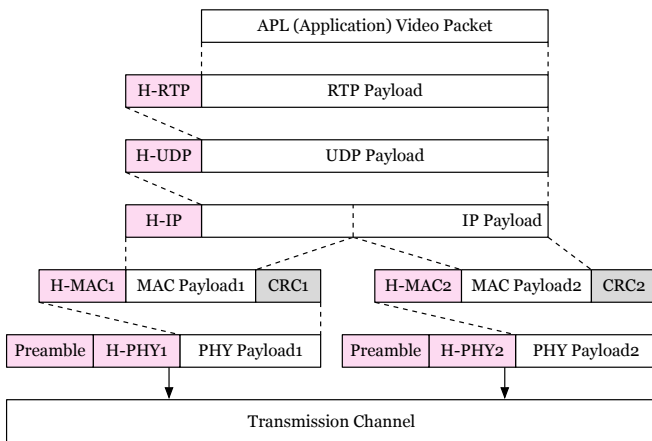 APL (Application) Video Packet
H-RTP RTP Payload
H-UDP UDP Payload
H-IP IP Payload
H-MAC1 MAC Payload1 CRC1 H-MAC2 MAC Payload2 CRC2
Preamble H-PHY1 PHY Payload1 Preamble H-PHY2 PHY Payload2
Transmission Channel